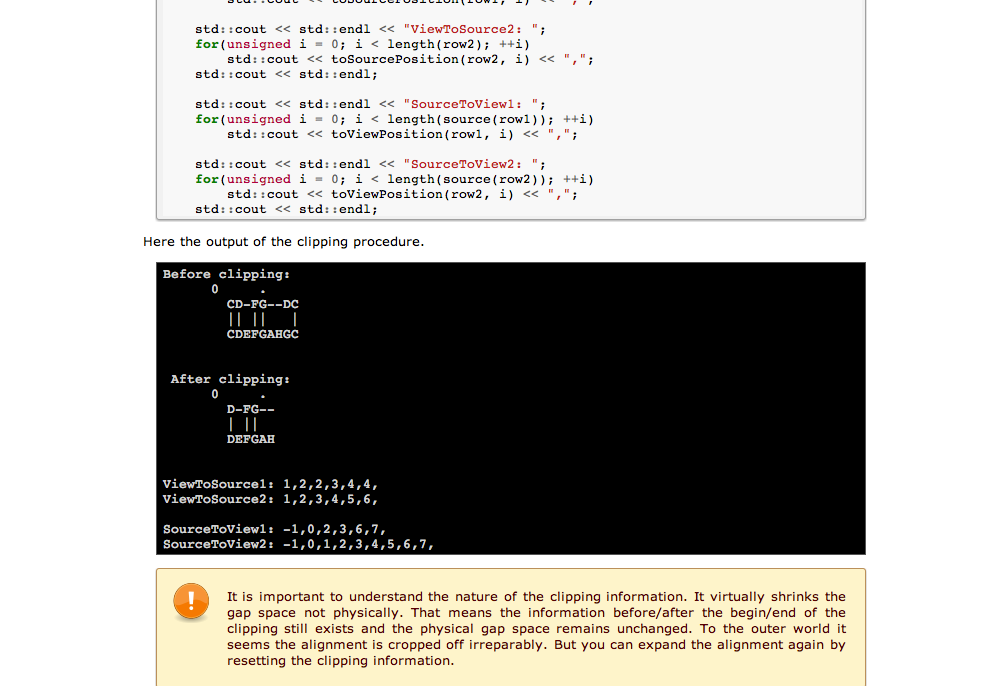 std::cout << std::endl << "ViewToSource2: ";
for(unsigned i = 0; i < length(row2); ++i)
std::cout << toSourcePosition(row2, i) << ",";
std::cout << std::endl;
std::cout << std::endl << "SourceToView1: ";
for(unsigned i = 0; i < length(source(row1)); ++i)
std::cout << toViewPosition(row1, i) << ",";
std::cout << std::endl << "SourceToView2: ";
for(unsigned i = 0; i < length(source(row2)); ++i)
std::cout << toViewPosition(row2, i) << ",";
std::cout << std::endl;
Here the output of the clipping procedure.
Before clipping:
0     .
CD-FG--DC
|| ||   |
CDEFGAHGC
After clipping:
0     .
D-FG--
| ||
DEFGAH
ViewToSource1: 1,2,2,3,4,4,
ViewToSource2: 1,2,3,4,5,6,
SourceToView1: -1,0,2,3,6,7,
SourceToView2: -1,0,1,2,3,4,5,6,7,
It is important to understand the nature of the clipping information. It virtually shrinks the
gap space not physically. That means the information before/after the begin/end of the
clipping still exists and the physical gap space remains unchanged. To the outer world it
seems the alignment is cropped off irreparably. But you can expand the alignment again by
resetting the clipping information.